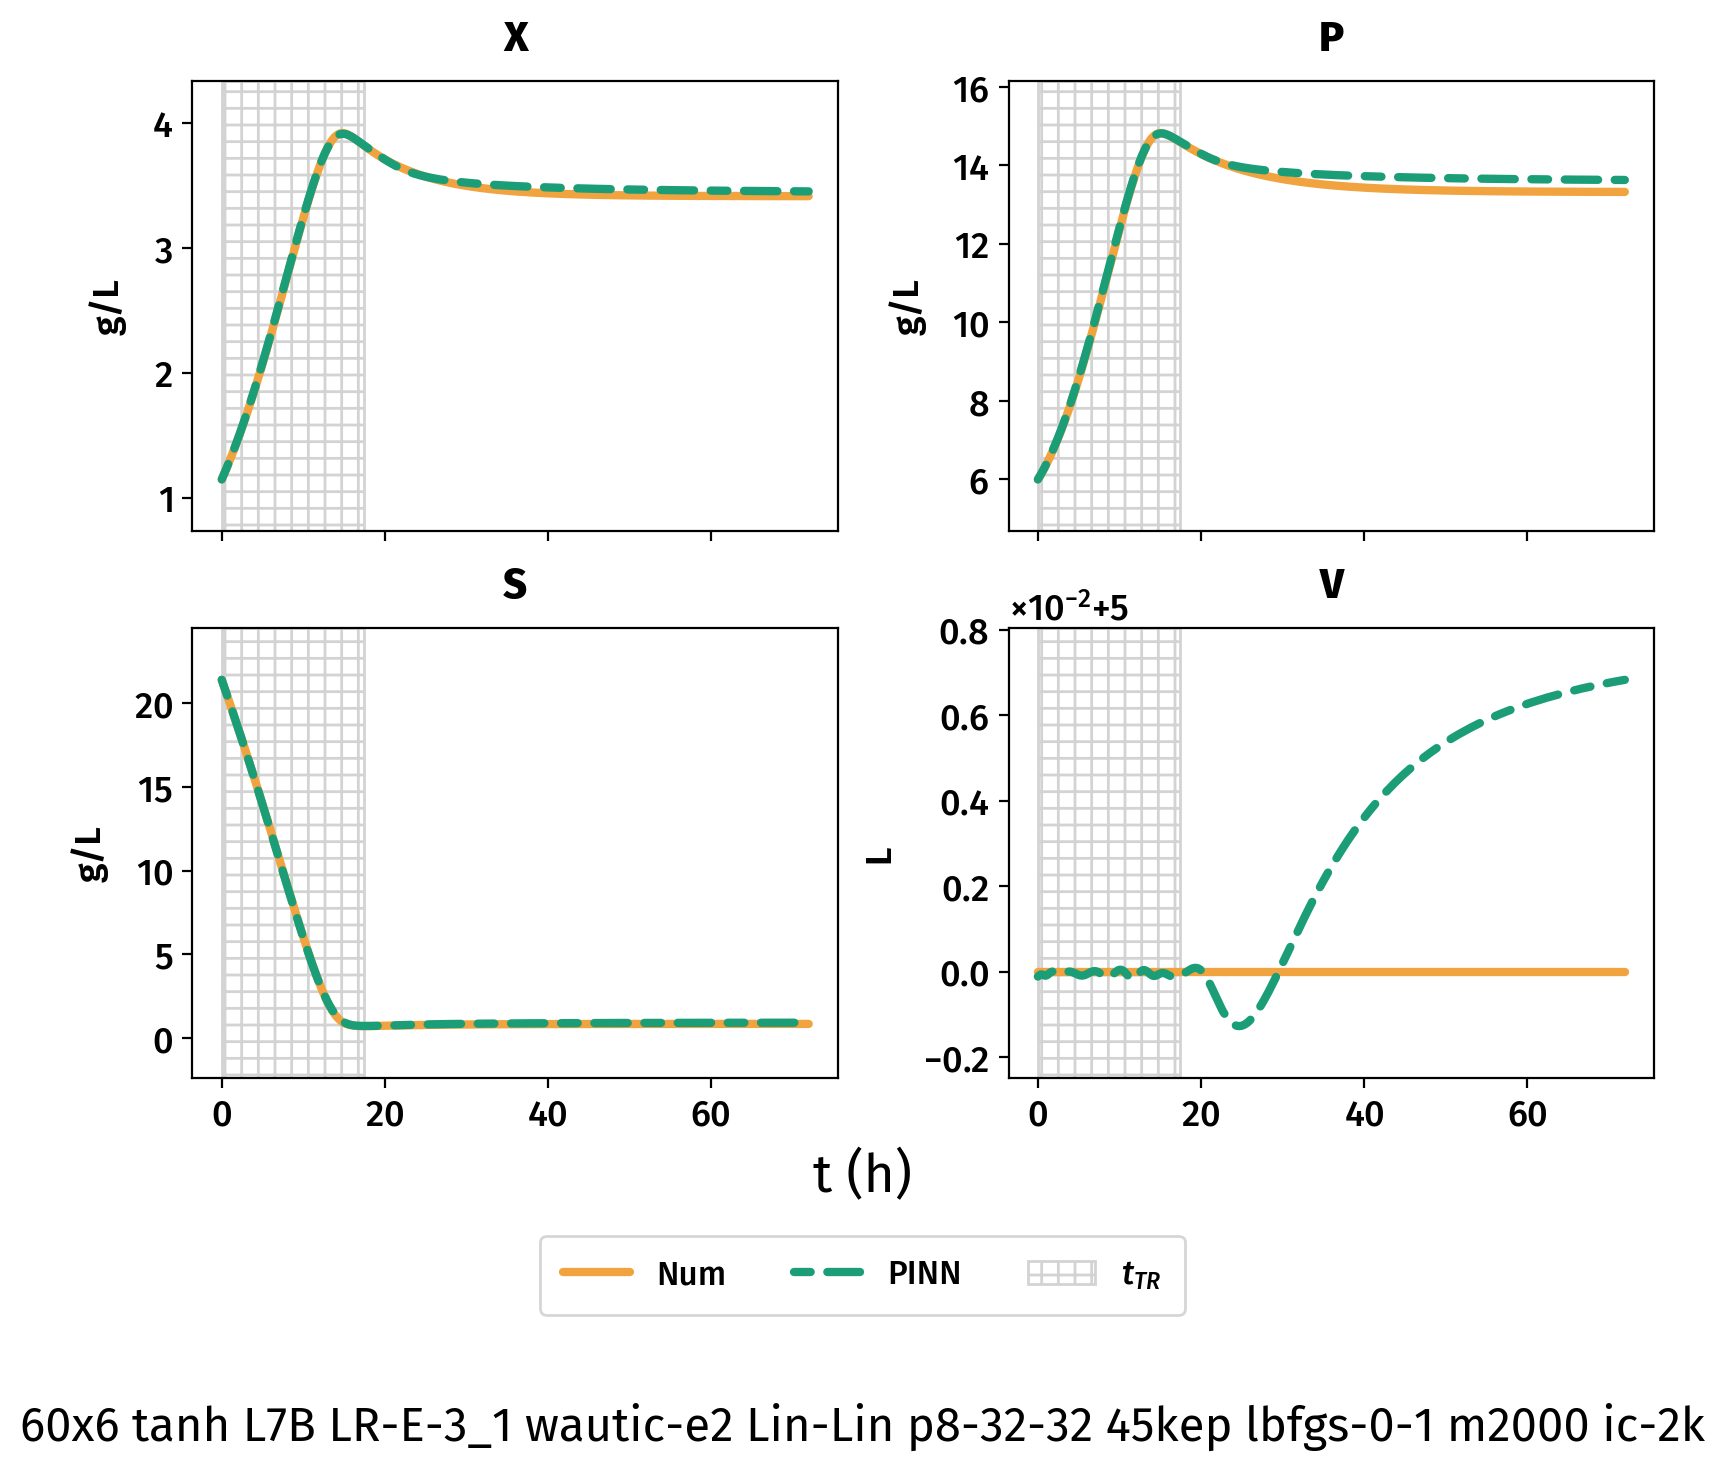 X
4
3
2
1
g/L
P
16
14
12
10
8
6
g/L
S
20
15
10
5
0
g/L
0 20 40 60
V
×10⁻²+5
0.8
0.6
0.4
0.2
0.0
−0.2
L
0 20 40 60
t (h)
Num PINN t_TR
60x6 tanh L7B LR-E-3_1 wautic-e2 Lin-Lin p8-32-32 45kep lbfgs-0-1 m2000 ic-2k